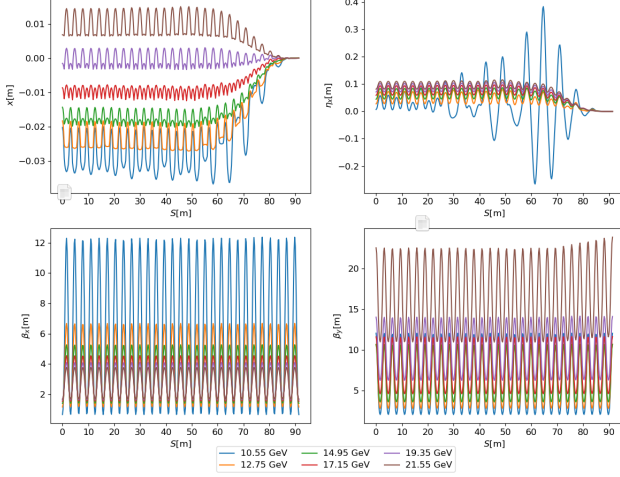 0.01
0.00
−0.01
−0.02
−0.03
x[m]
0 10 20 30 40 50 60 70 80 90
S[m]
0.4
0.3
0.2
0.1
0.0
−0.1
−0.2
ηx[m]
0 10 20 30 40 50 60 70 80 90
S[m]
12
10
8
6
4
2
βx[m]
0 10 20 30 40 50 60 70 80 90
S[m]
20
15
10
5
βy[m]
0 10 20 30 40 50 60 70 80 90
S[m]
10.55 GeV 14.95 GeV 19.35 GeV
12.75 GeV 17.15 GeV 21.55 GeV